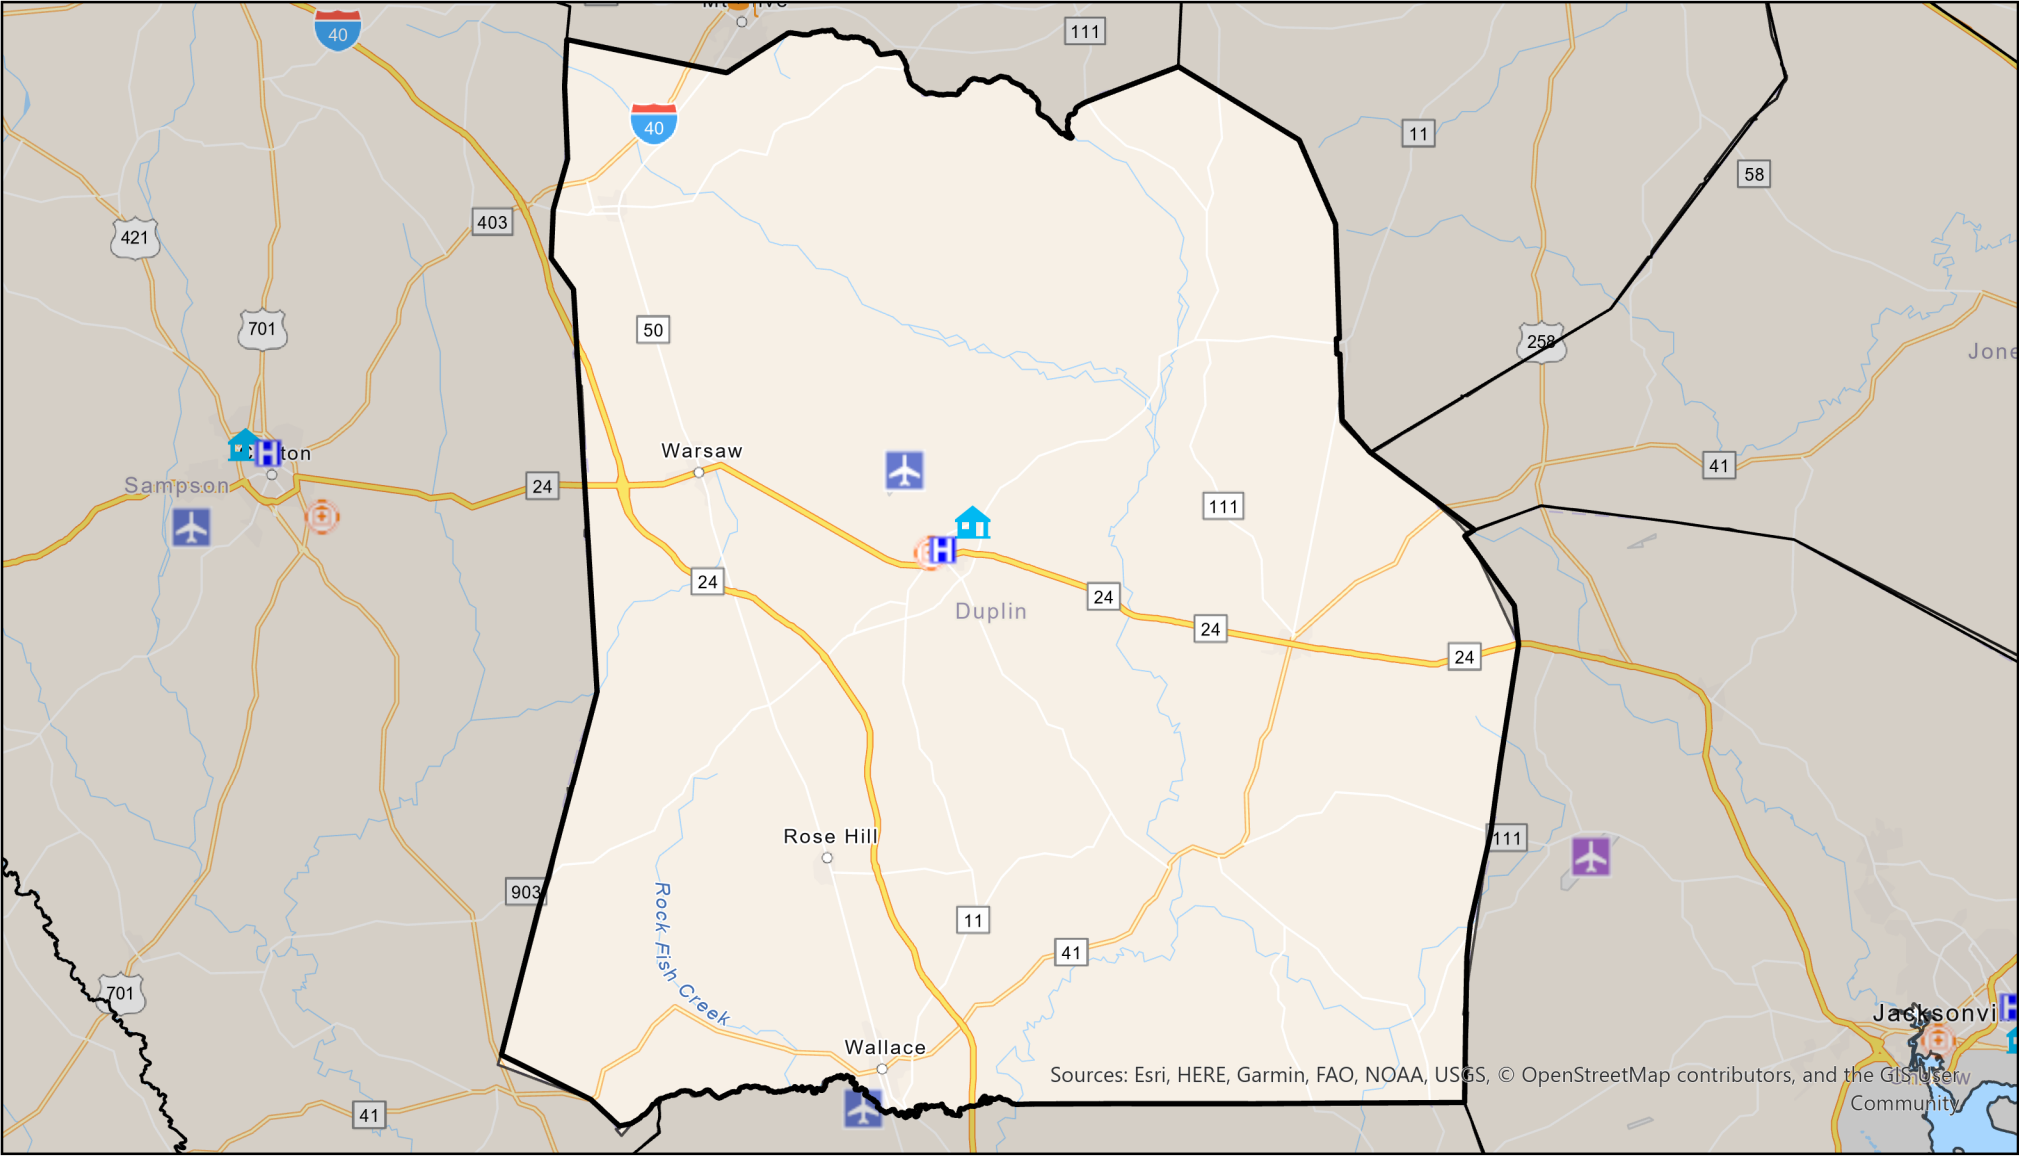 40
111
40
11
58
421
403
701
50
258
Jone
Warsaw
ton
Sampson
24
41
111
H
H
24
24
Duplin
24
24
Rose Hill
111
903
Rock Fish Creek
11
41
701
Jacksonvi
H
Wallace
Sources: Esri, HERE, Garmin, FAO, NOAA, USGS, © OpenStreetMap contributors, and the GIS User
Community
41